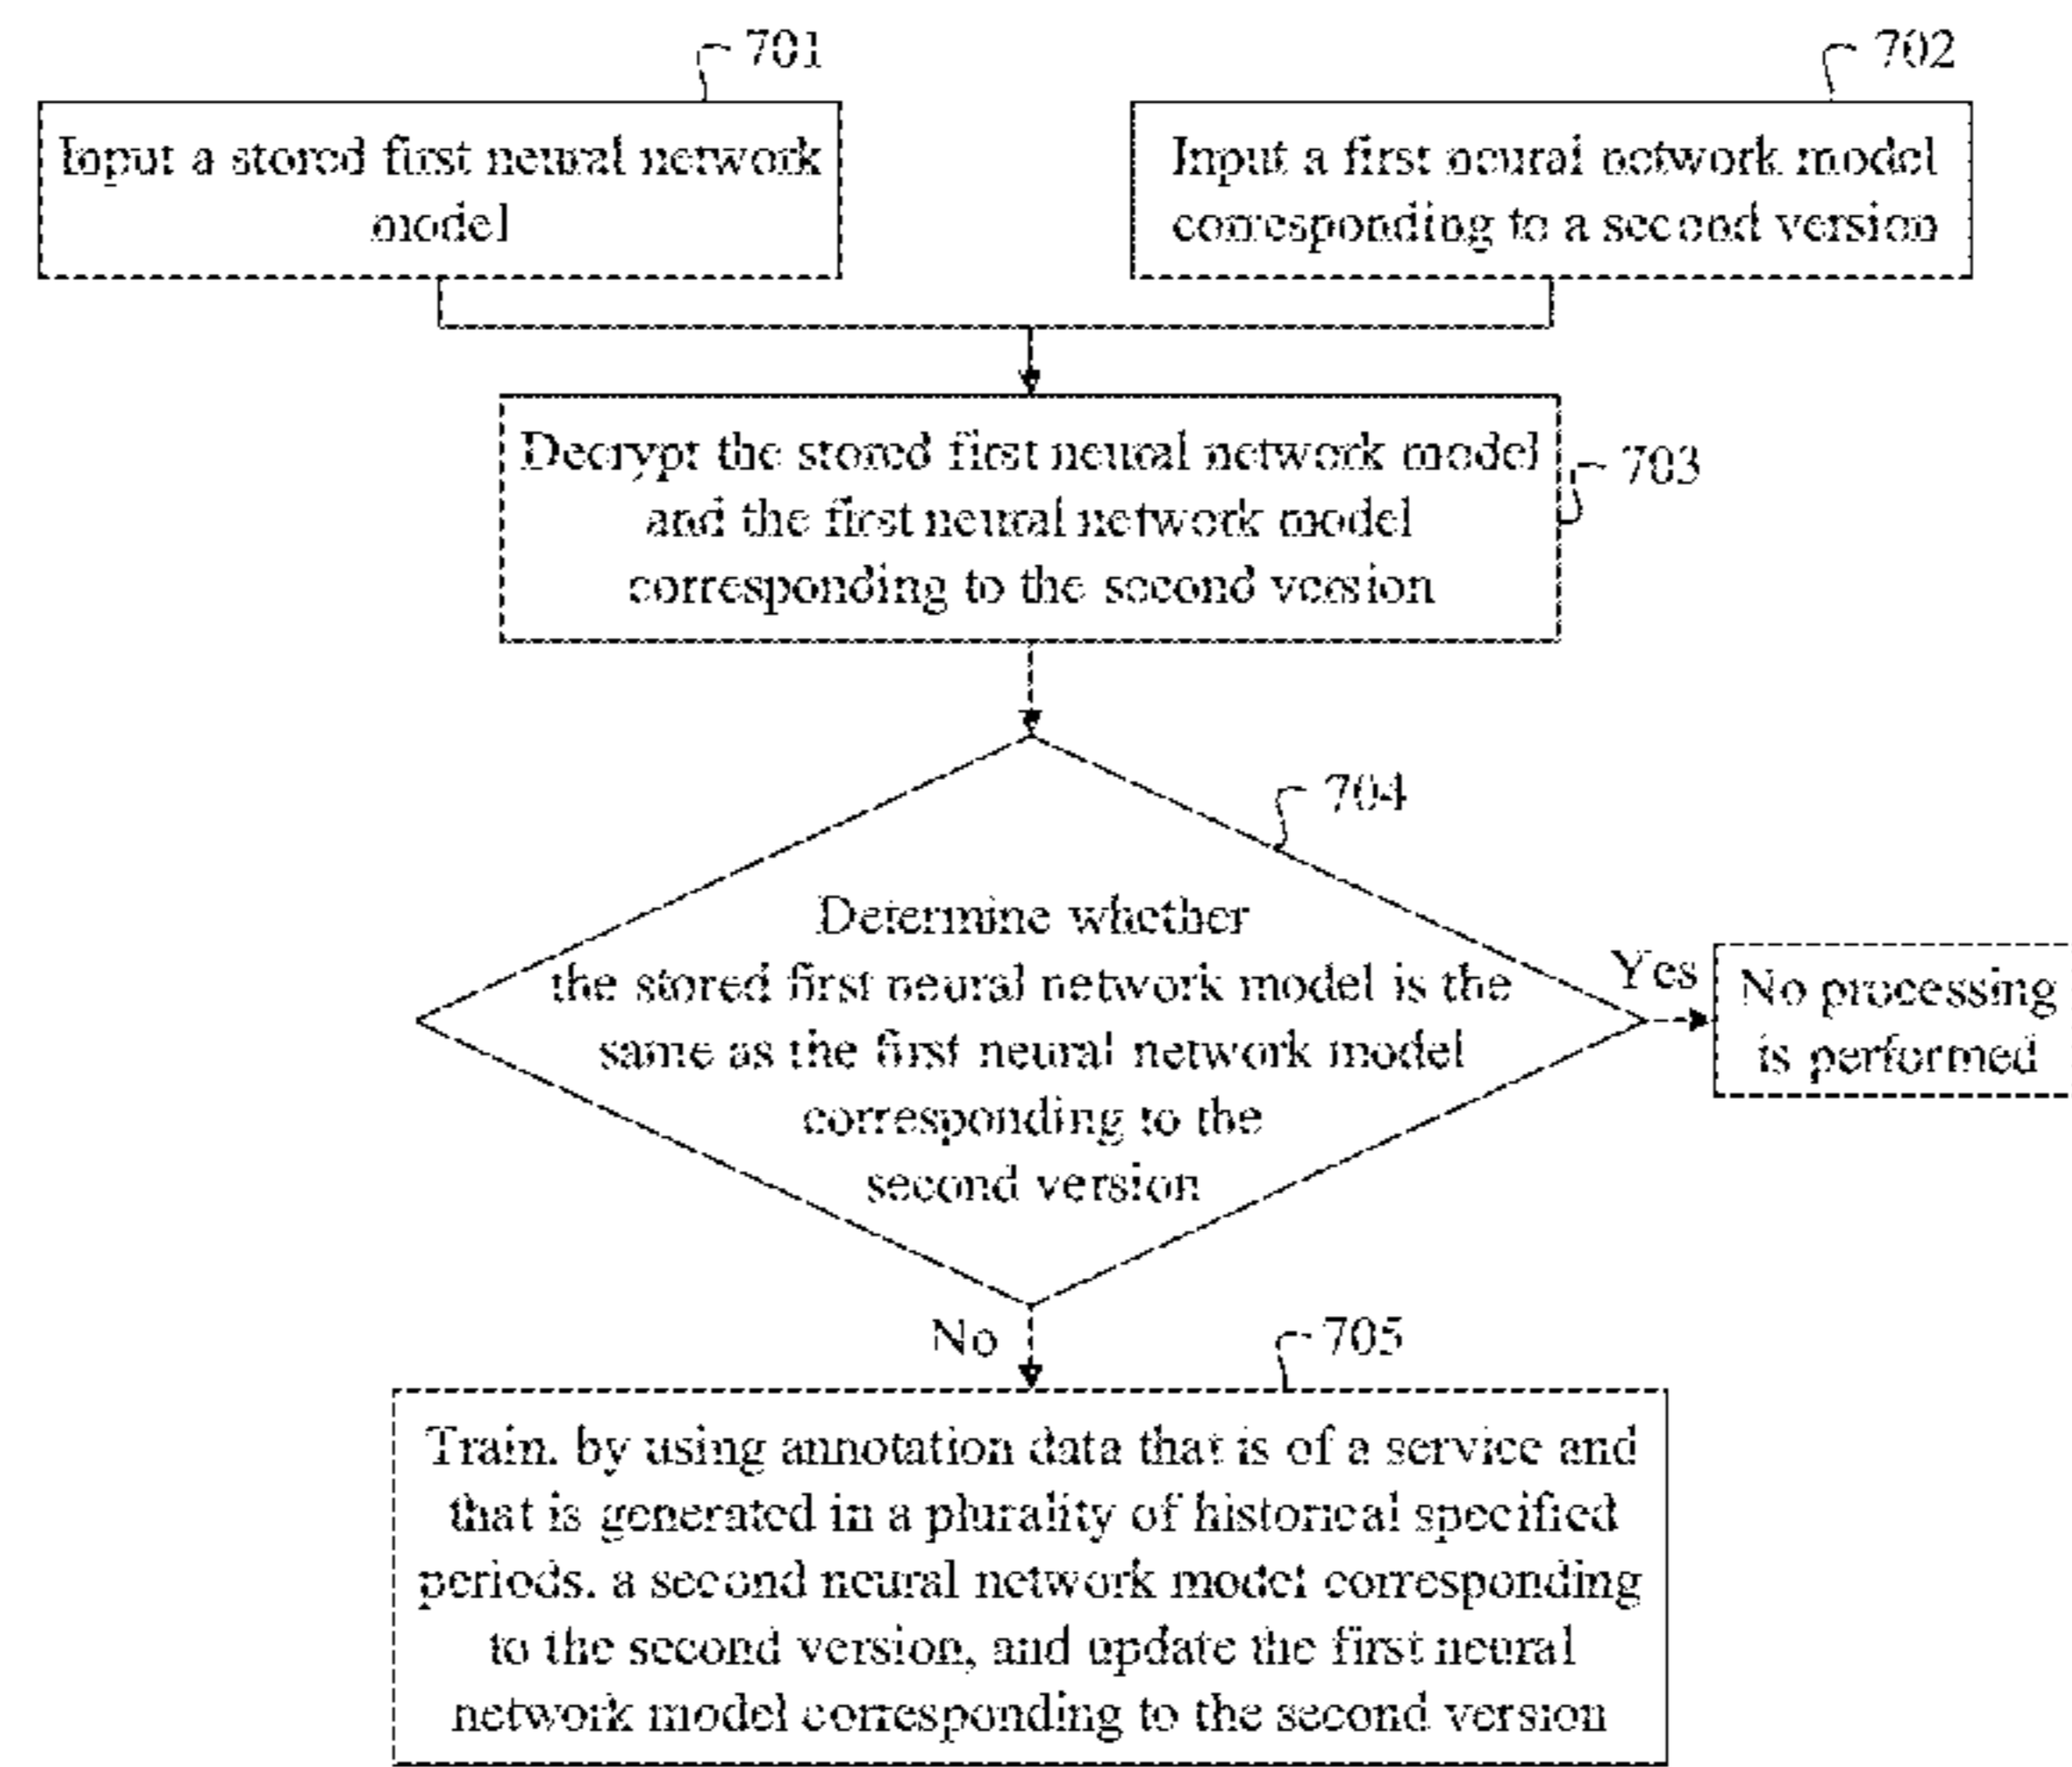 701
702
Input a stored first neural network
model
Input a first neural network model
corresponding to a second version
Decrypt the stored first neural network model
and the first neural network model
corresponding to the second version
703
704
Determine whether
the stored first neural network model is the
same as the first neural network model
corresponding to the
second version
Yes
No processing
is performed
No
705
Train, by using annotation data that is of a service and
that is generated in a plurality of historical specified
periods, a second neural network model corresponding
to the second version, and update the first neural
network model corresponding to the second version